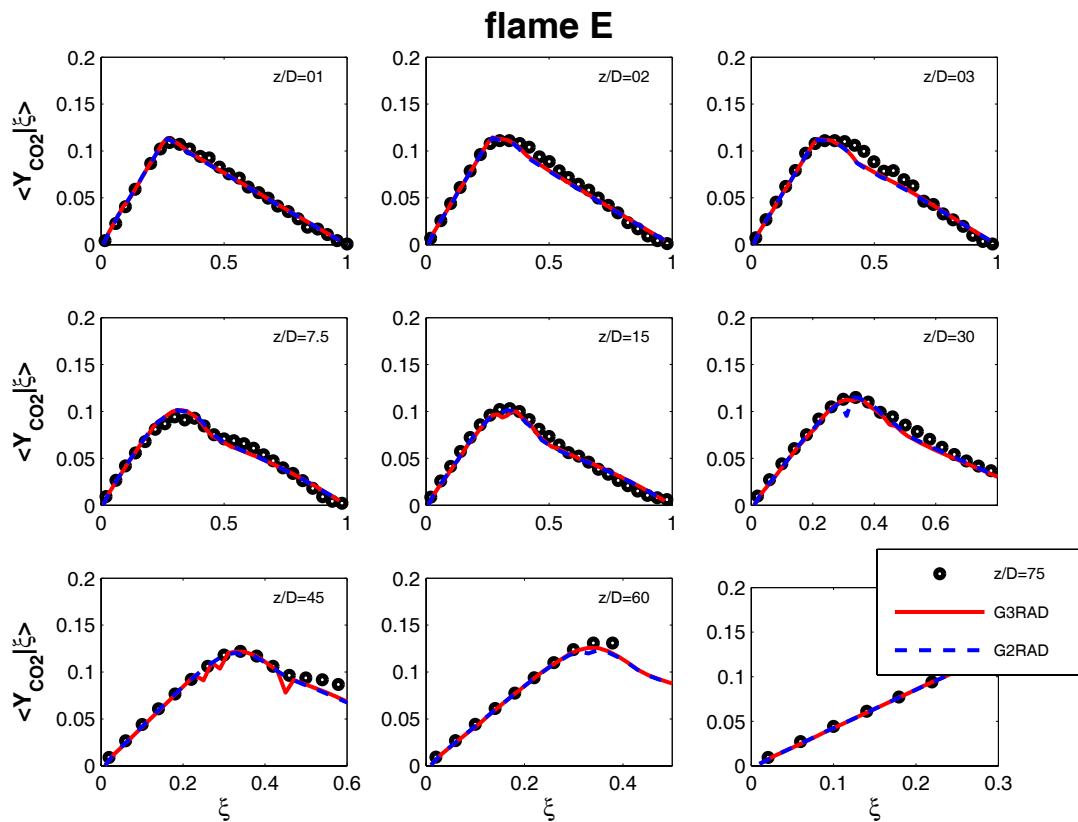 flame E
<Y_CO2|ξ>
0.2
0.15
0.1
0.05
0
0 0.5 1
z/D=01
0.2
0.15
0.1
0.05
0
0 0.5 1
z/D=02
0.2
0.15
0.1
0.05
0
0 0.5 1
z/D=03
<Y_CO2|ξ>
0.2
0.15
0.1
0.05
0
0 0.5 1
z/D=7.5
0.2
0.15
0.1
0.05
0
0 0.5 1
z/D=15
0.2
0.15
0.1
0.05
0
0 0.2 0.4 0.6
z/D=30
<Y_CO2|ξ>
0.2
0.15
0.1
0.05
0
0 0.2 0.4 0.6
ξ
z/D=45
0.2
0.15
0.1
0.05
0
0 0.2 0.4
ξ
z/D=60
0.2
0.15
0.1
0.05
0
0 0.1 0.2 0.3
ξ
z/D=75
G3RAD
G2RAD